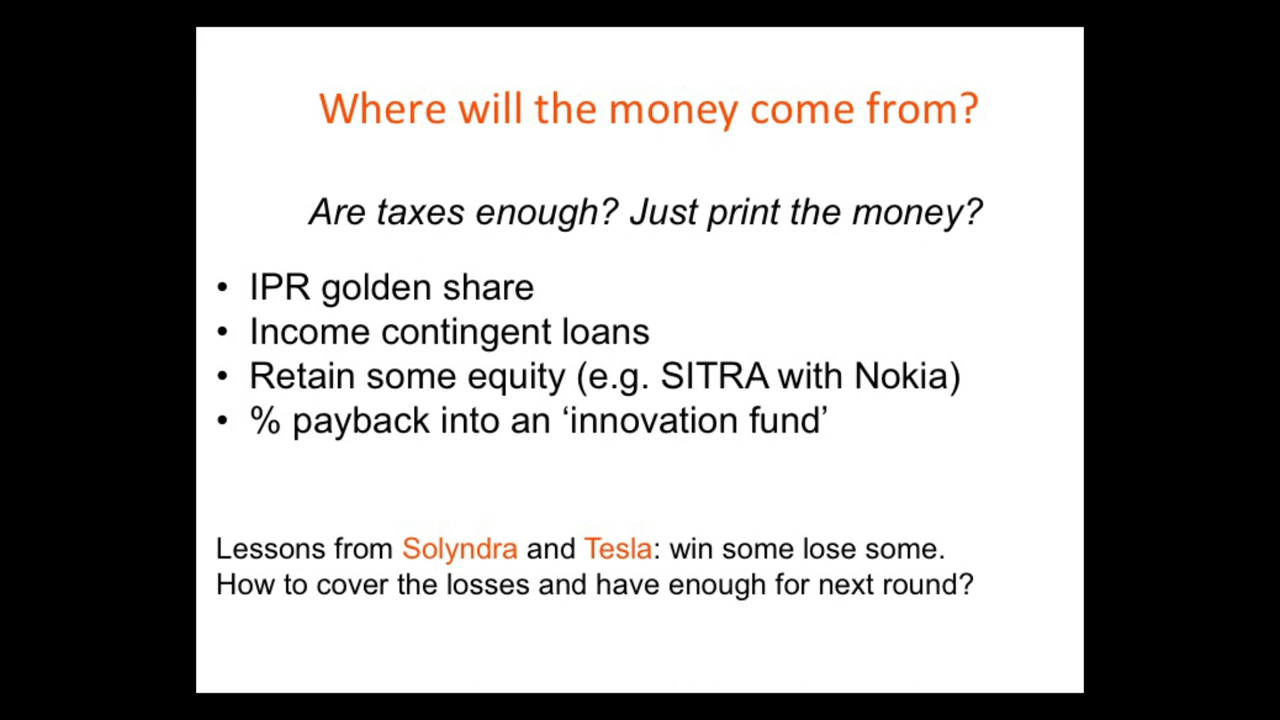 Where will the money come from?
Are taxes enough? Just print the money?
• IPR golden share
• Income contingent loans
• Retain some equity (e.g. SITRA with Nokia)
• % payback into an ‘innovation fund’
Lessons from Solyndra and Tesla: win some lose some.
How to cover the losses and have enough for next round?